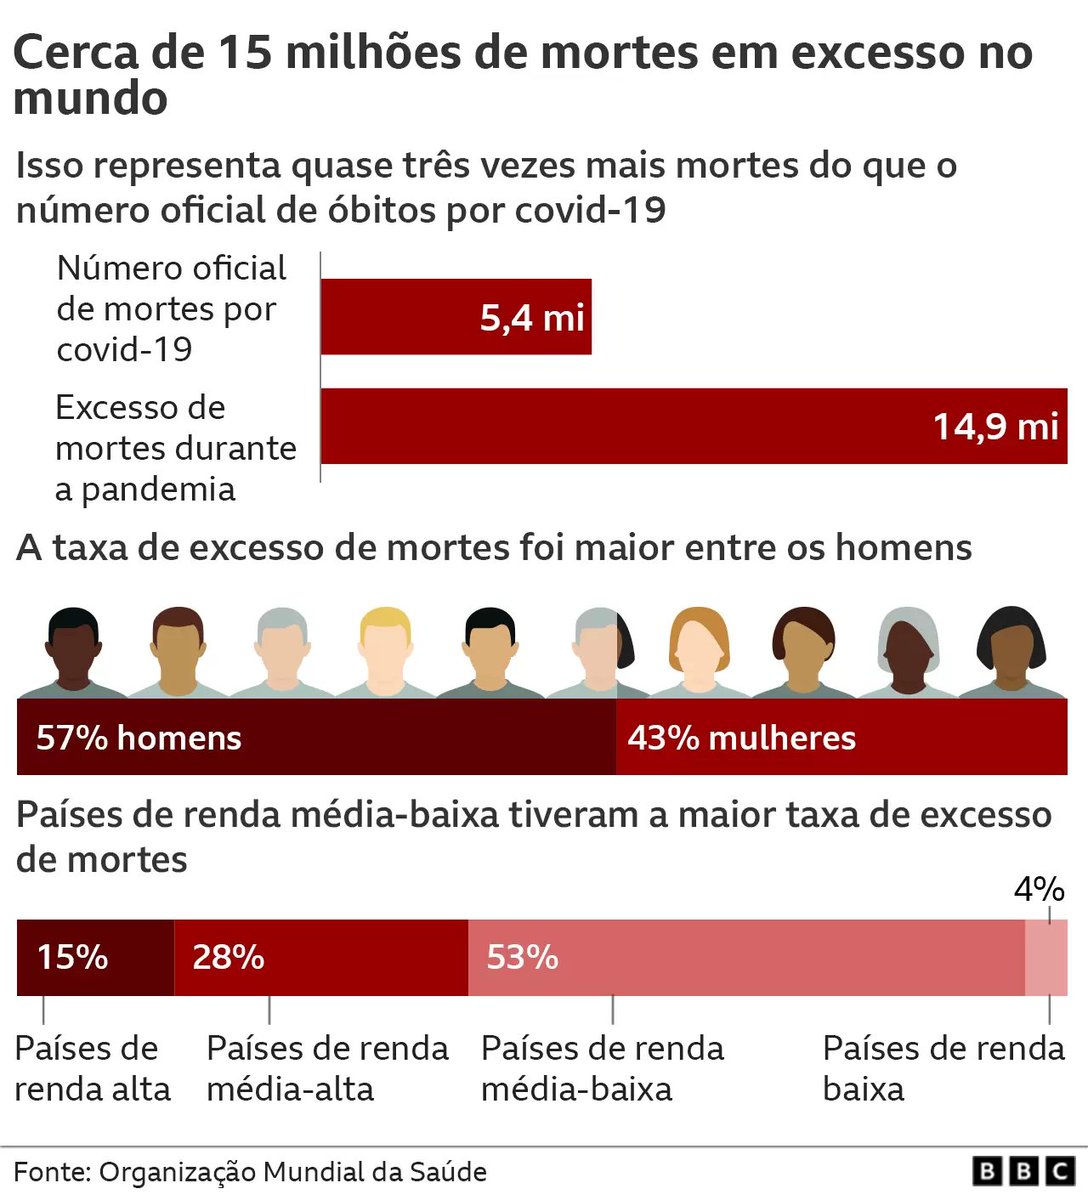 Cerca de 15 milhões de mortes em excesso no
mundo
Isso representa quase três vezes mais mortes do que o
número oficial de óbitos por covid-19
Número oficial
de mortes por
covid-19
5,4 mi
Excesso de
mortes durante
a pandemia
14,9 mi
A taxa de excesso de mortes foi maior entre os homens
57% homens
43% mulheres
Países de renda média-baixa tiveram a maior taxa de excesso
de mortes
4%
15%
28%
53%
Países de
renda alta
Países de renda
média-alta
Países de renda
média-baixa
Países de renda
baixa
Fonte: Organização Mundial da Saúde
BBC